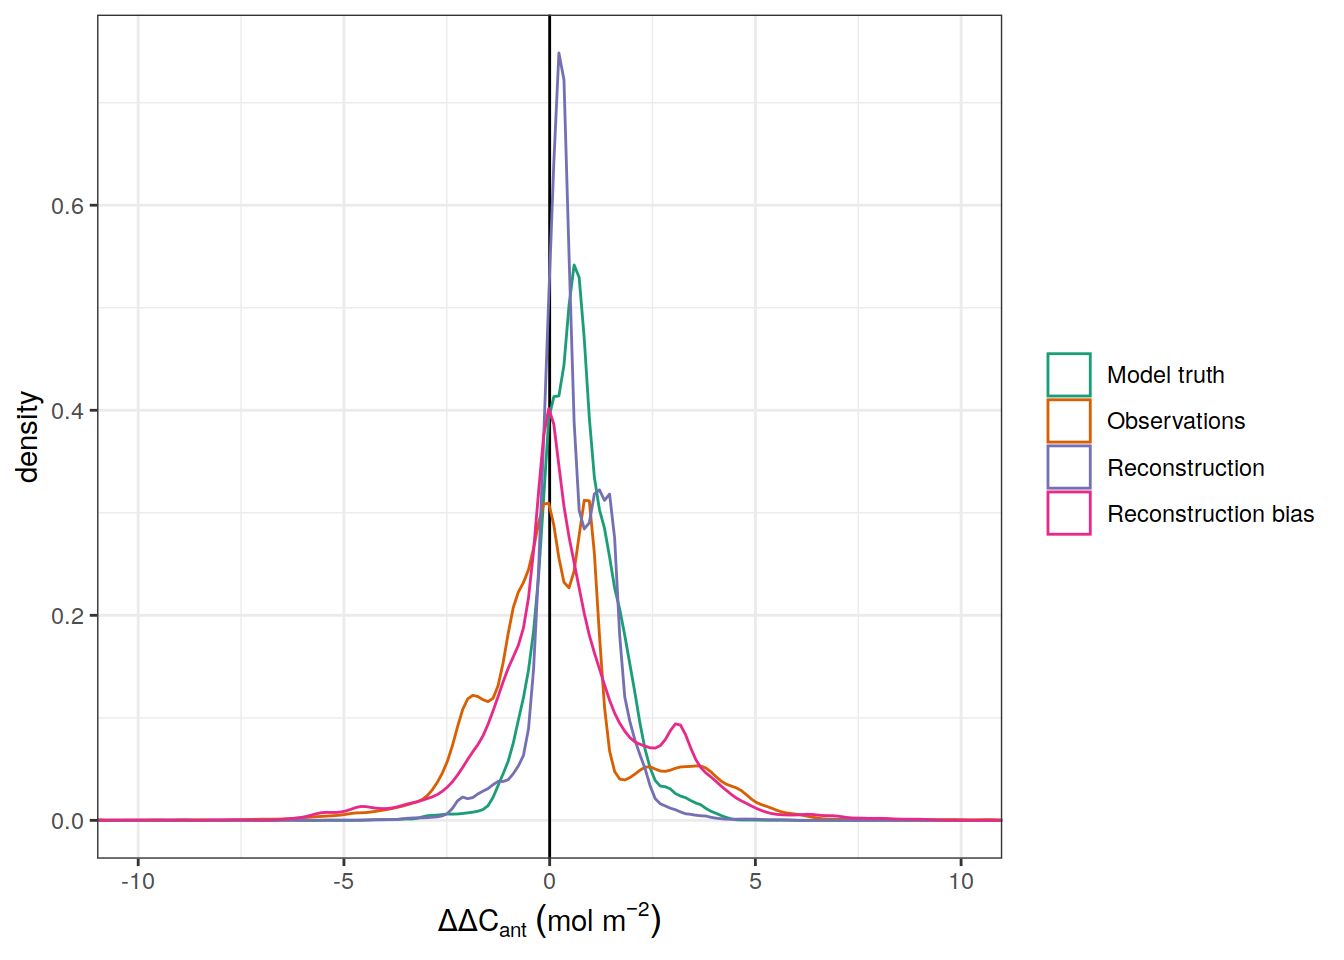 density
0.6
0.4
0.2
0.0
-10 -5 0 5 10
ΔΔC_ant (mol m⁻²)
Model truth
Observations
Reconstruction
Reconstruction bias